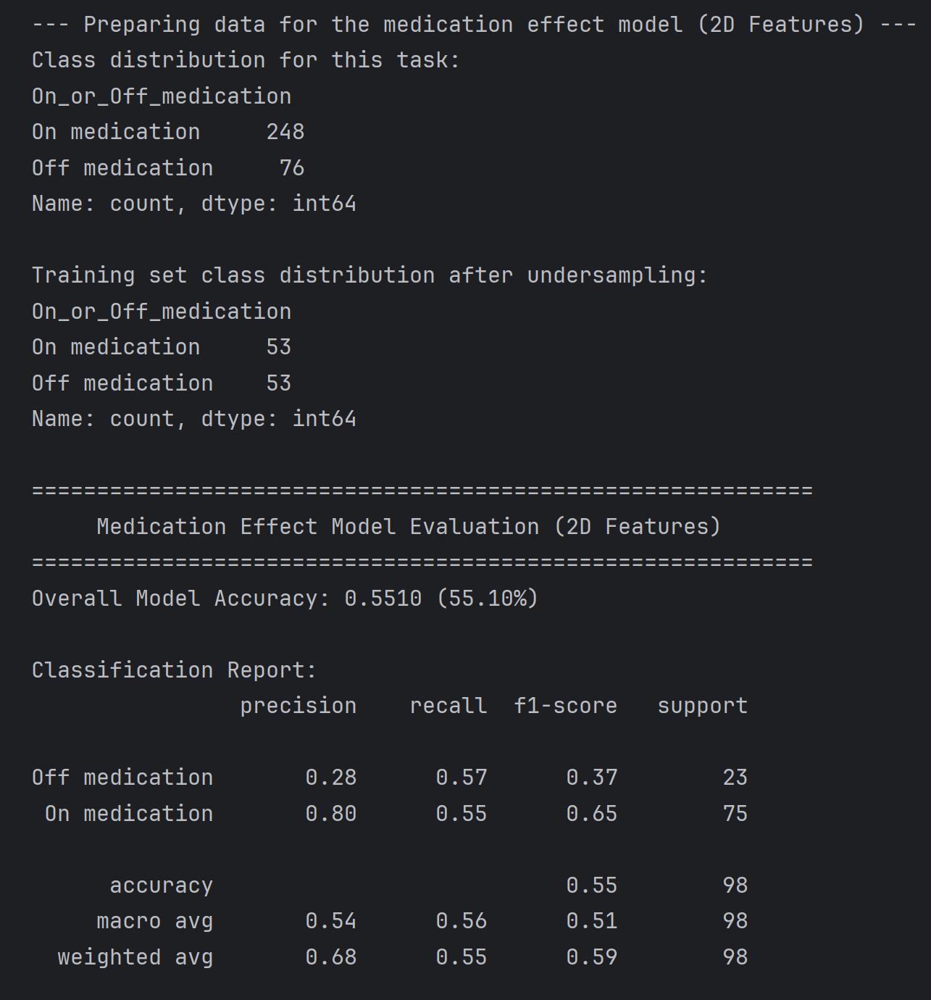 --- Preparing data for the medication effect model (2D Features) ---
Class distribution for this task:
On_or_Off_medication
On medication     248
Off medication     76
Name: count, dtype: int64

Training set class distribution after undersampling:
On_or_Off_medication
On medication     53
Off medication    53
Name: count, dtype: int64

============================================================
     Medication Effect Model Evaluation (2D Features)
============================================================
Overall Model Accuracy: 0.5510 (55.10%)

Classification Report:
                precision    recall  f1-score   support

Off medication       0.28      0.57      0.37        23
 On medication       0.80      0.55      0.65        75

      accuracy                           0.55        98
     macro avg       0.54      0.56      0.51        98
  weighted avg       0.68      0.55      0.59        98